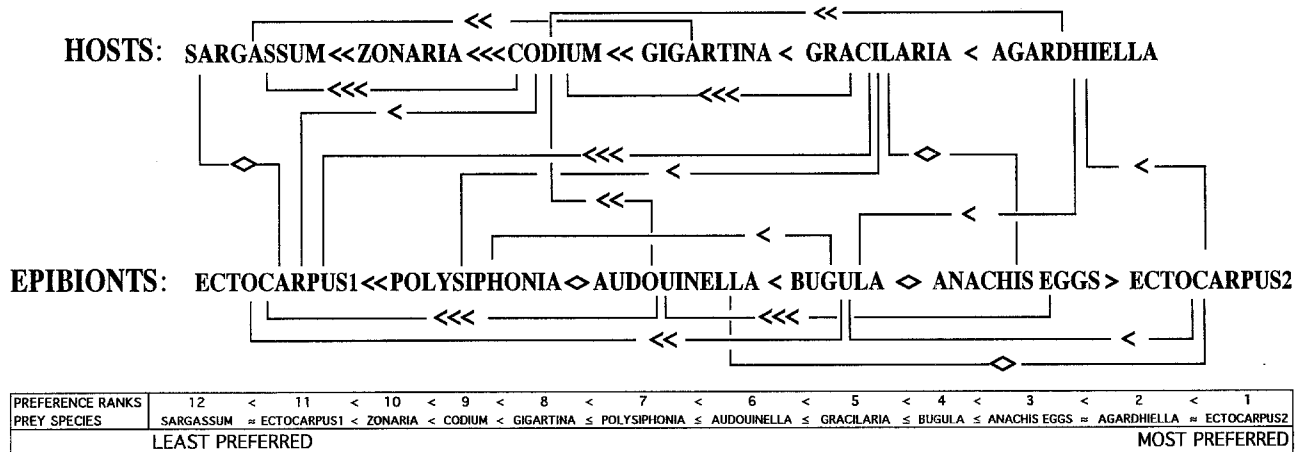 << <<
HOSTS: SARGASSUM << ZONARIA <<< CODIUM << GIGARTINA < GRACILARIA < AGARDHIELLA
<<< <<<
<
<> <<< <> <
<
<< <
<
EPIBIONTS: ECTOCARPUS1 << POLYSIPHONIA <> AUDOUINELLA < BUGULA <> ANACHIS EGGS > ECTOCARPUS2
<<< <<<
<< <
<>
PREFERENCE RANKS 12 < 11 < 10 < 9 < 8 < 7 < 6 < 5 < 4 < 3 < 2 < 1
PREY SPECIES SARGASSUM ≈ ECTOCARPUS1 < ZONARIA < CODIUM < GIGARTINA ≤ POLYSIPHONIA ≤ AUDOUINELLA ≤ GRACILARIA ≤ BUGULA ≤ ANACHIS EGGS ≈ AGARDHIELLA ≈ ECTOCARPUS2
LEAST PREFERRED MOST PREFERRED